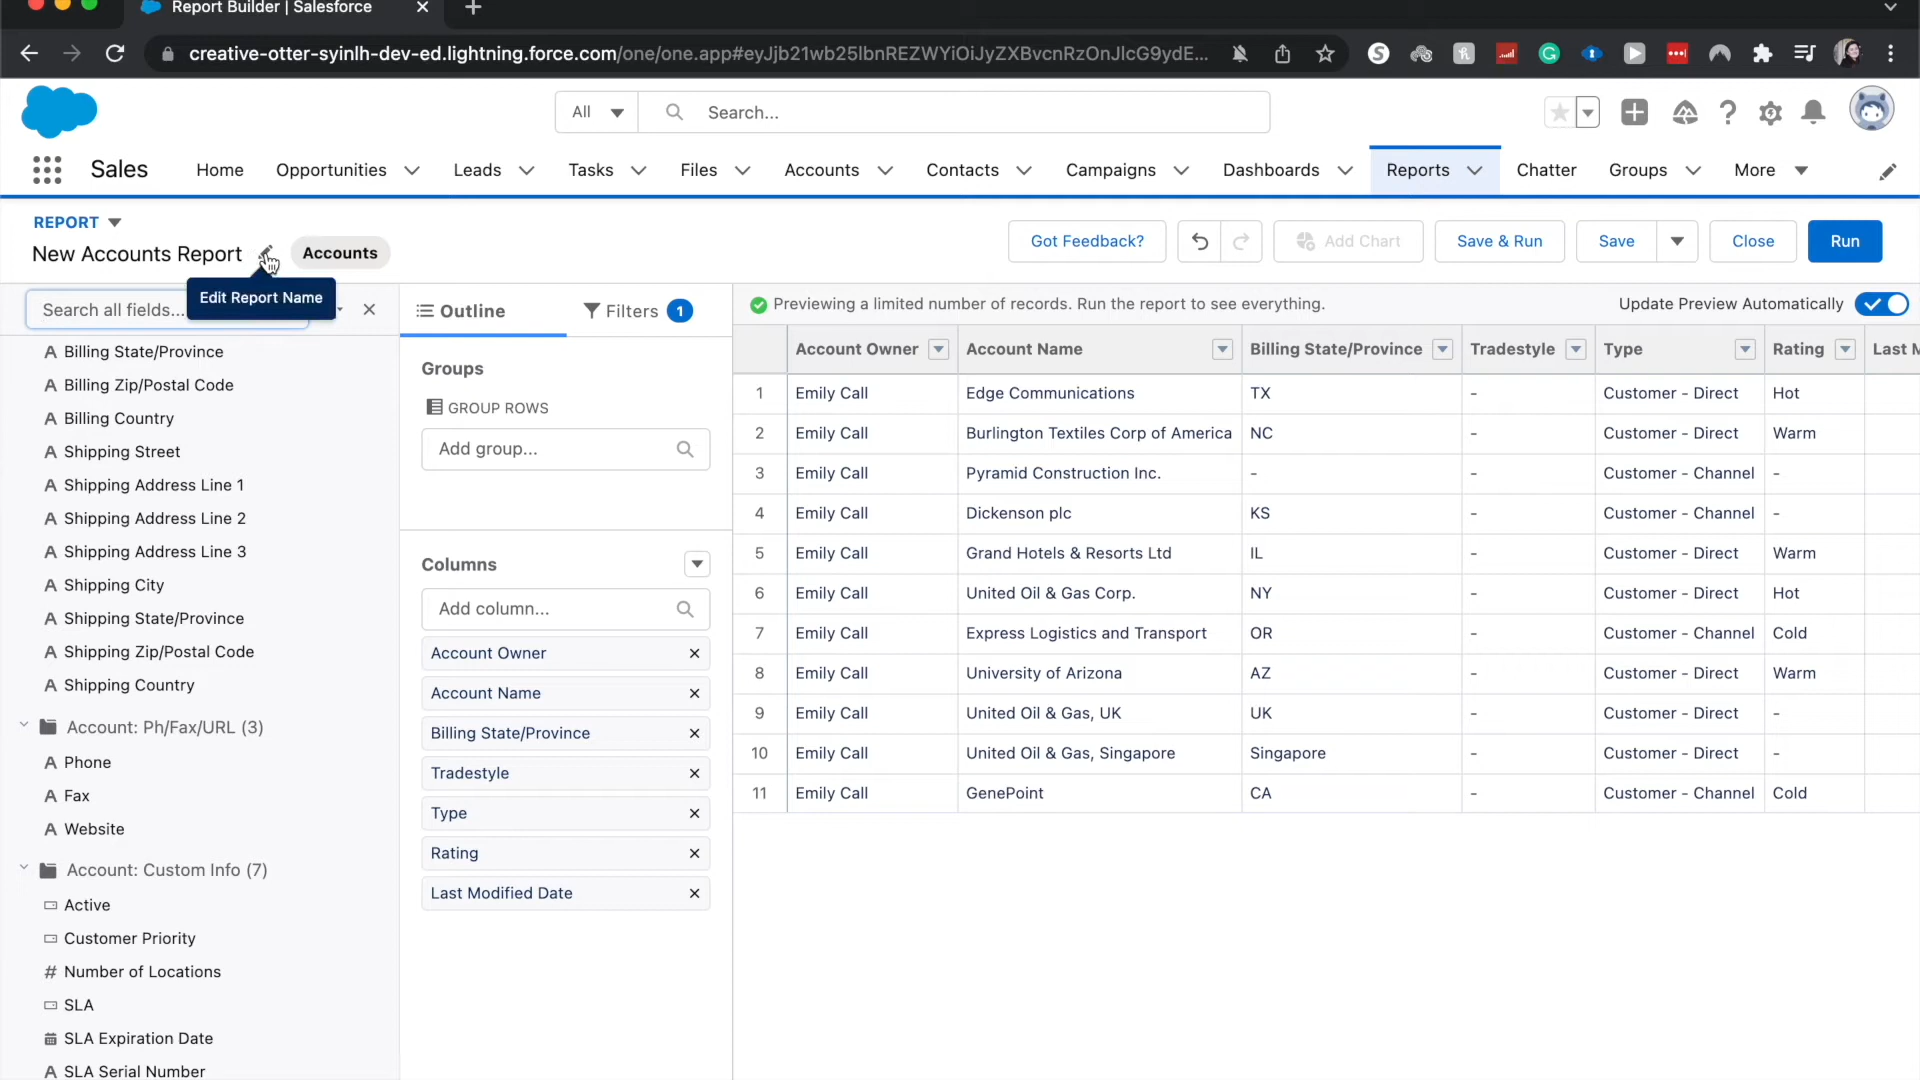 Report Builder | Salesforce
creative-otter-syinlh-dev-ed.lightning.force.com/one/one.app#eyJjb21wb25lbnREZWYiOiJyZXBvcnRzOnJlcG9ydE...
All
Search...
Sales
Home
Opportunities
Leads
Tasks
Files
Accounts
Contacts
Campaigns
Dashboards
Reports
Chatter
Groups
More
REPORT
New Accounts Report
Accounts
Got Feedback?
Add Chart
Save & Run
Save
Close
Run
Edit Report Name
Search all fields...
Billing State/Province
Billing Zip/Postal Code
Billing Country
Shipping Street
Shipping Address Line 1
Shipping Address Line 2
Shipping Address Line 3
Shipping City
Shipping State/Province
Shipping Zip/Postal Code
Shipping Country
Account: Ph/Fax/URL (3)
Phone
Fax
Website
Account: Custom Info (7)
Active
Customer Priority
Number of Locations
SLA
SLA Expiration Date
SLA Serial Number
Outline
Filters 1
Groups
GROUP ROWS
Add group...
Columns
Add column...
Account Owner
Account Name
Billing State/Province
Tradestyle
Type
Rating
Last Modified Date
Previewing a limited number of records. Run the report to see everything.
Update Preview Automatically
Account Owner Account Name Billing State/Province Tradestyle Type Rating Last M
1 Emily Call Edge Communications TX - Customer - Direct Hot
2 Emily Call Burlington Textiles Corp of America NC - Customer - Direct Warm
3 Emily Call Pyramid Construction Inc. - - Customer - Channel -
4 Emily Call Dickenson plc KS - Customer - Channel -
5 Emily Call Grand Hotels & Resorts Ltd IL - Customer - Direct Warm
6 Emily Call United Oil & Gas Corp. NY - Customer - Direct Hot
7 Emily Call Express Logistics and Transport OR - Customer - Channel Cold
8 Emily Call University of Arizona AZ - Customer - Direct Warm
9 Emily Call United Oil & Gas, UK UK - Customer - Direct -
10 Emily Call United Oil & Gas, Singapore Singapore - Customer - Direct -
11 Emily Call GenePoint CA - Customer - Channel Cold